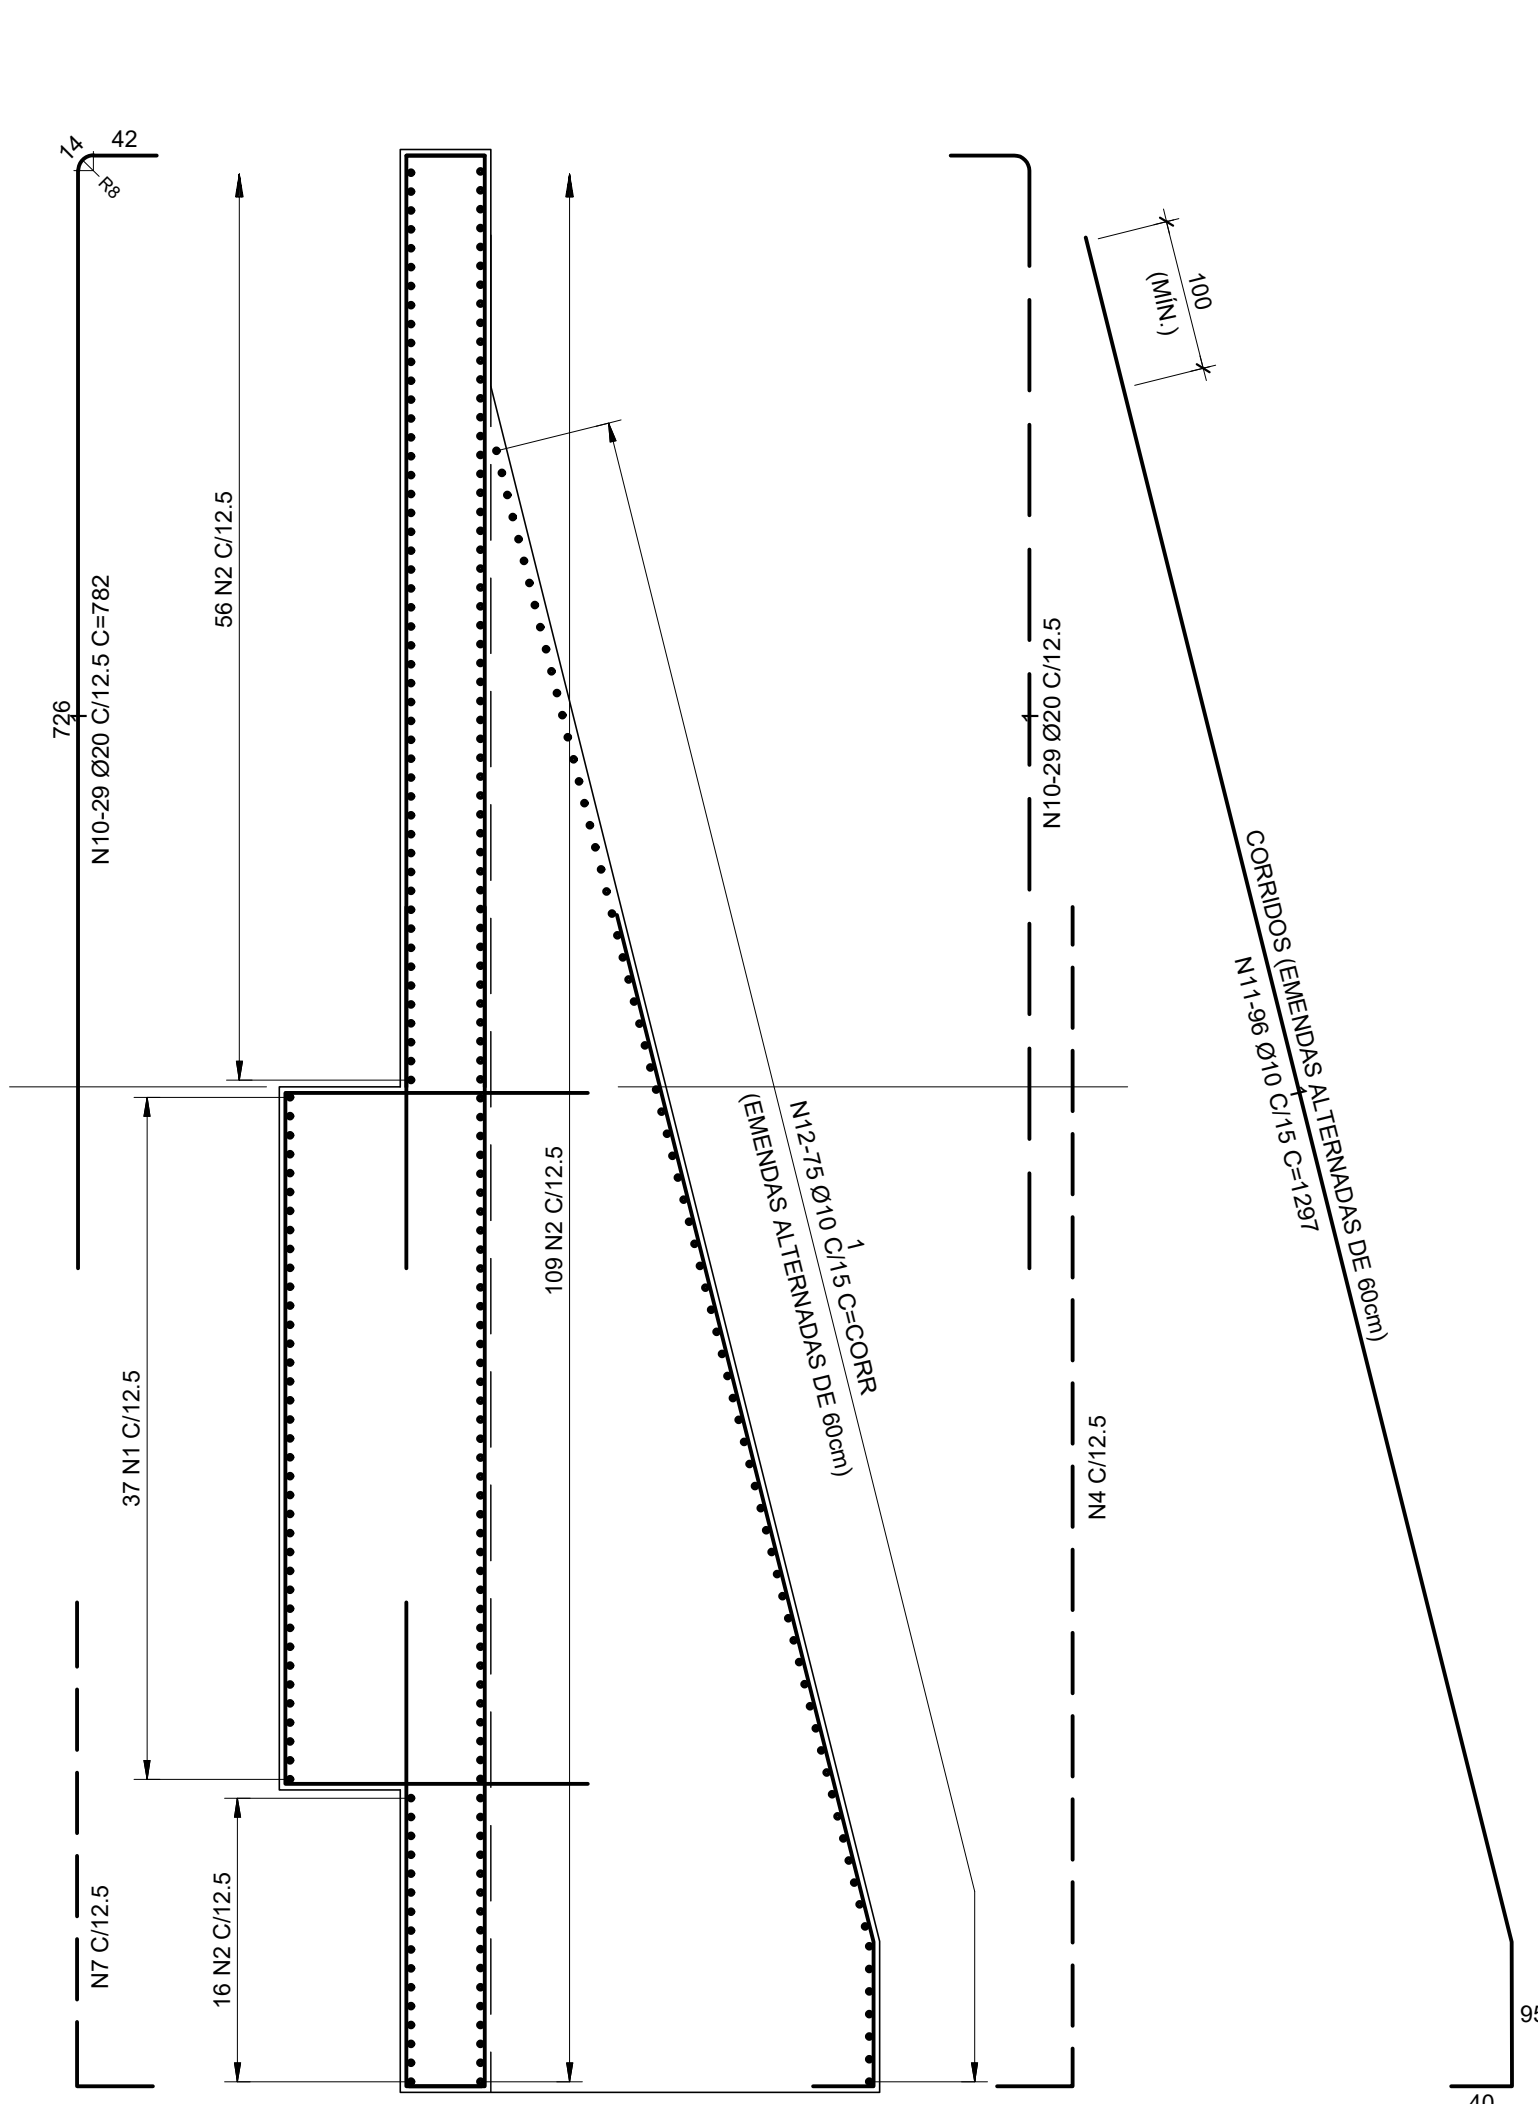 14
42
R8
100
(MÍN.)
56 N2 C/12.5
726
1
N10-29 Ø20 C/12.5 C=782
1
N10-29 Ø20 C/12.5
CORRIDOS (EMENDAS ALTERNADAS DE 60cm)
1
N11-96 Ø10 C/15 C=1297
109 N2 C/12.5
1
N12-75 Ø10 C/15 C=CORR
(EMENDAS ALTERNADAS DE 60cm)
37 N1 C/12.5
N4 C/12.5
N7 C/12.5
16 N2 C/12.5
95
40